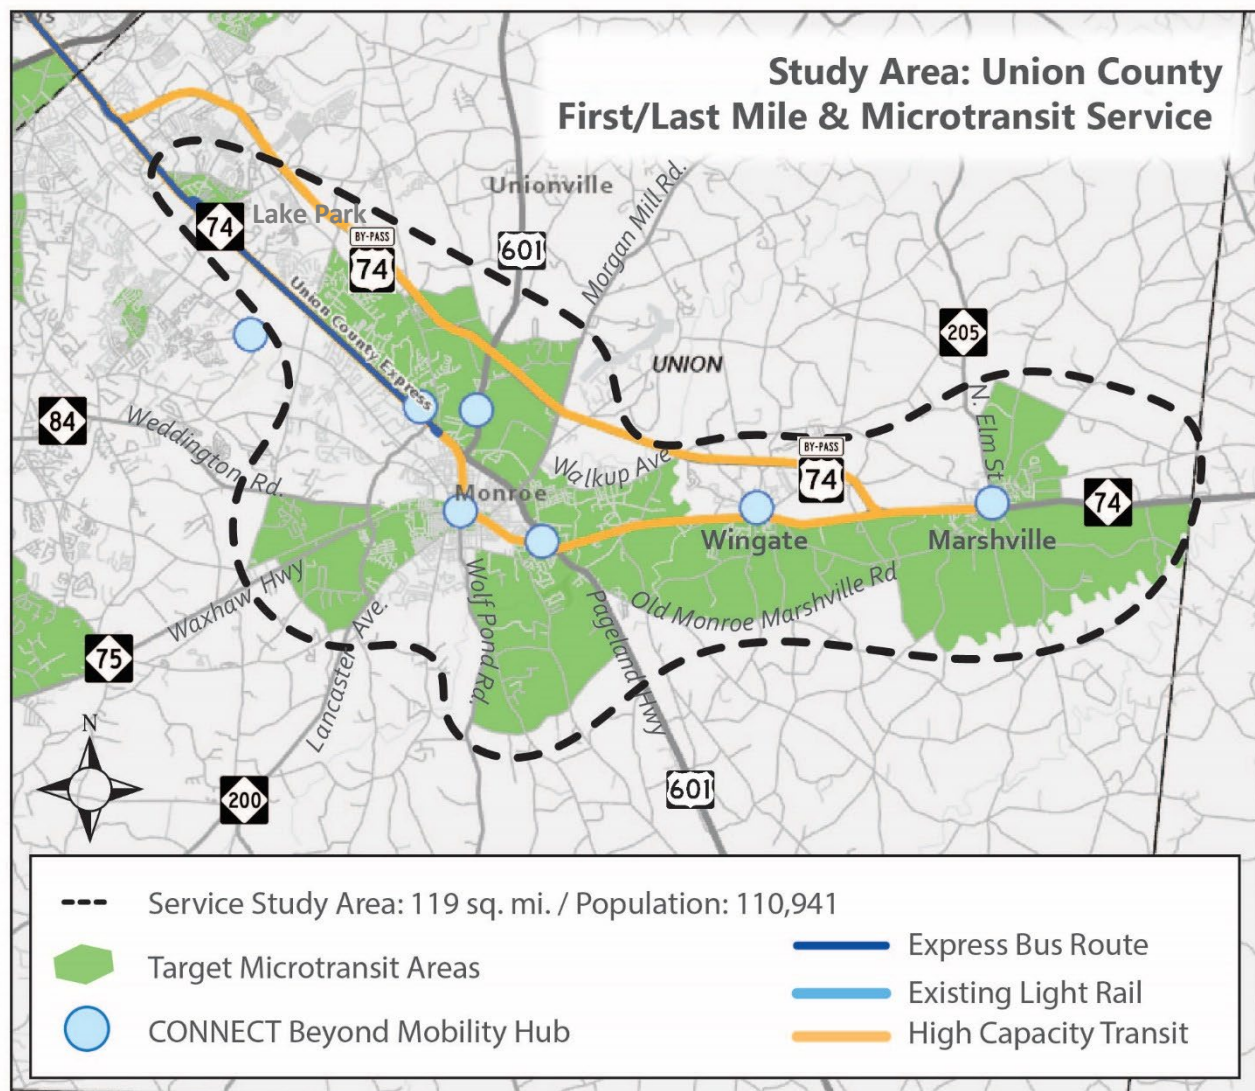 ews
Study Area: Union County
First/Last Mile & Microtransit Service
Unionville
Morgan Mill Rd.
Lake Park
74
BY-PASS
74
601
Union County Express
UNION
205
84
Weddington Rd.
N. Elm St
Walkup Ave
BY-PASS
74
74
Monroe
Wingate
Marshville
Waxhaw Hwy
Wolf Pond Rd.
Pageland Hwy
Old Monroe Marshville Rd
75
Lancaster Ave.
N
200
601
Service Study Area: 119 sq. mi. / Population: 110,941
Target Microtransit Areas
CONNECT Beyond Mobility Hub
Express Bus Route
Existing Light Rail
High Capacity Transit